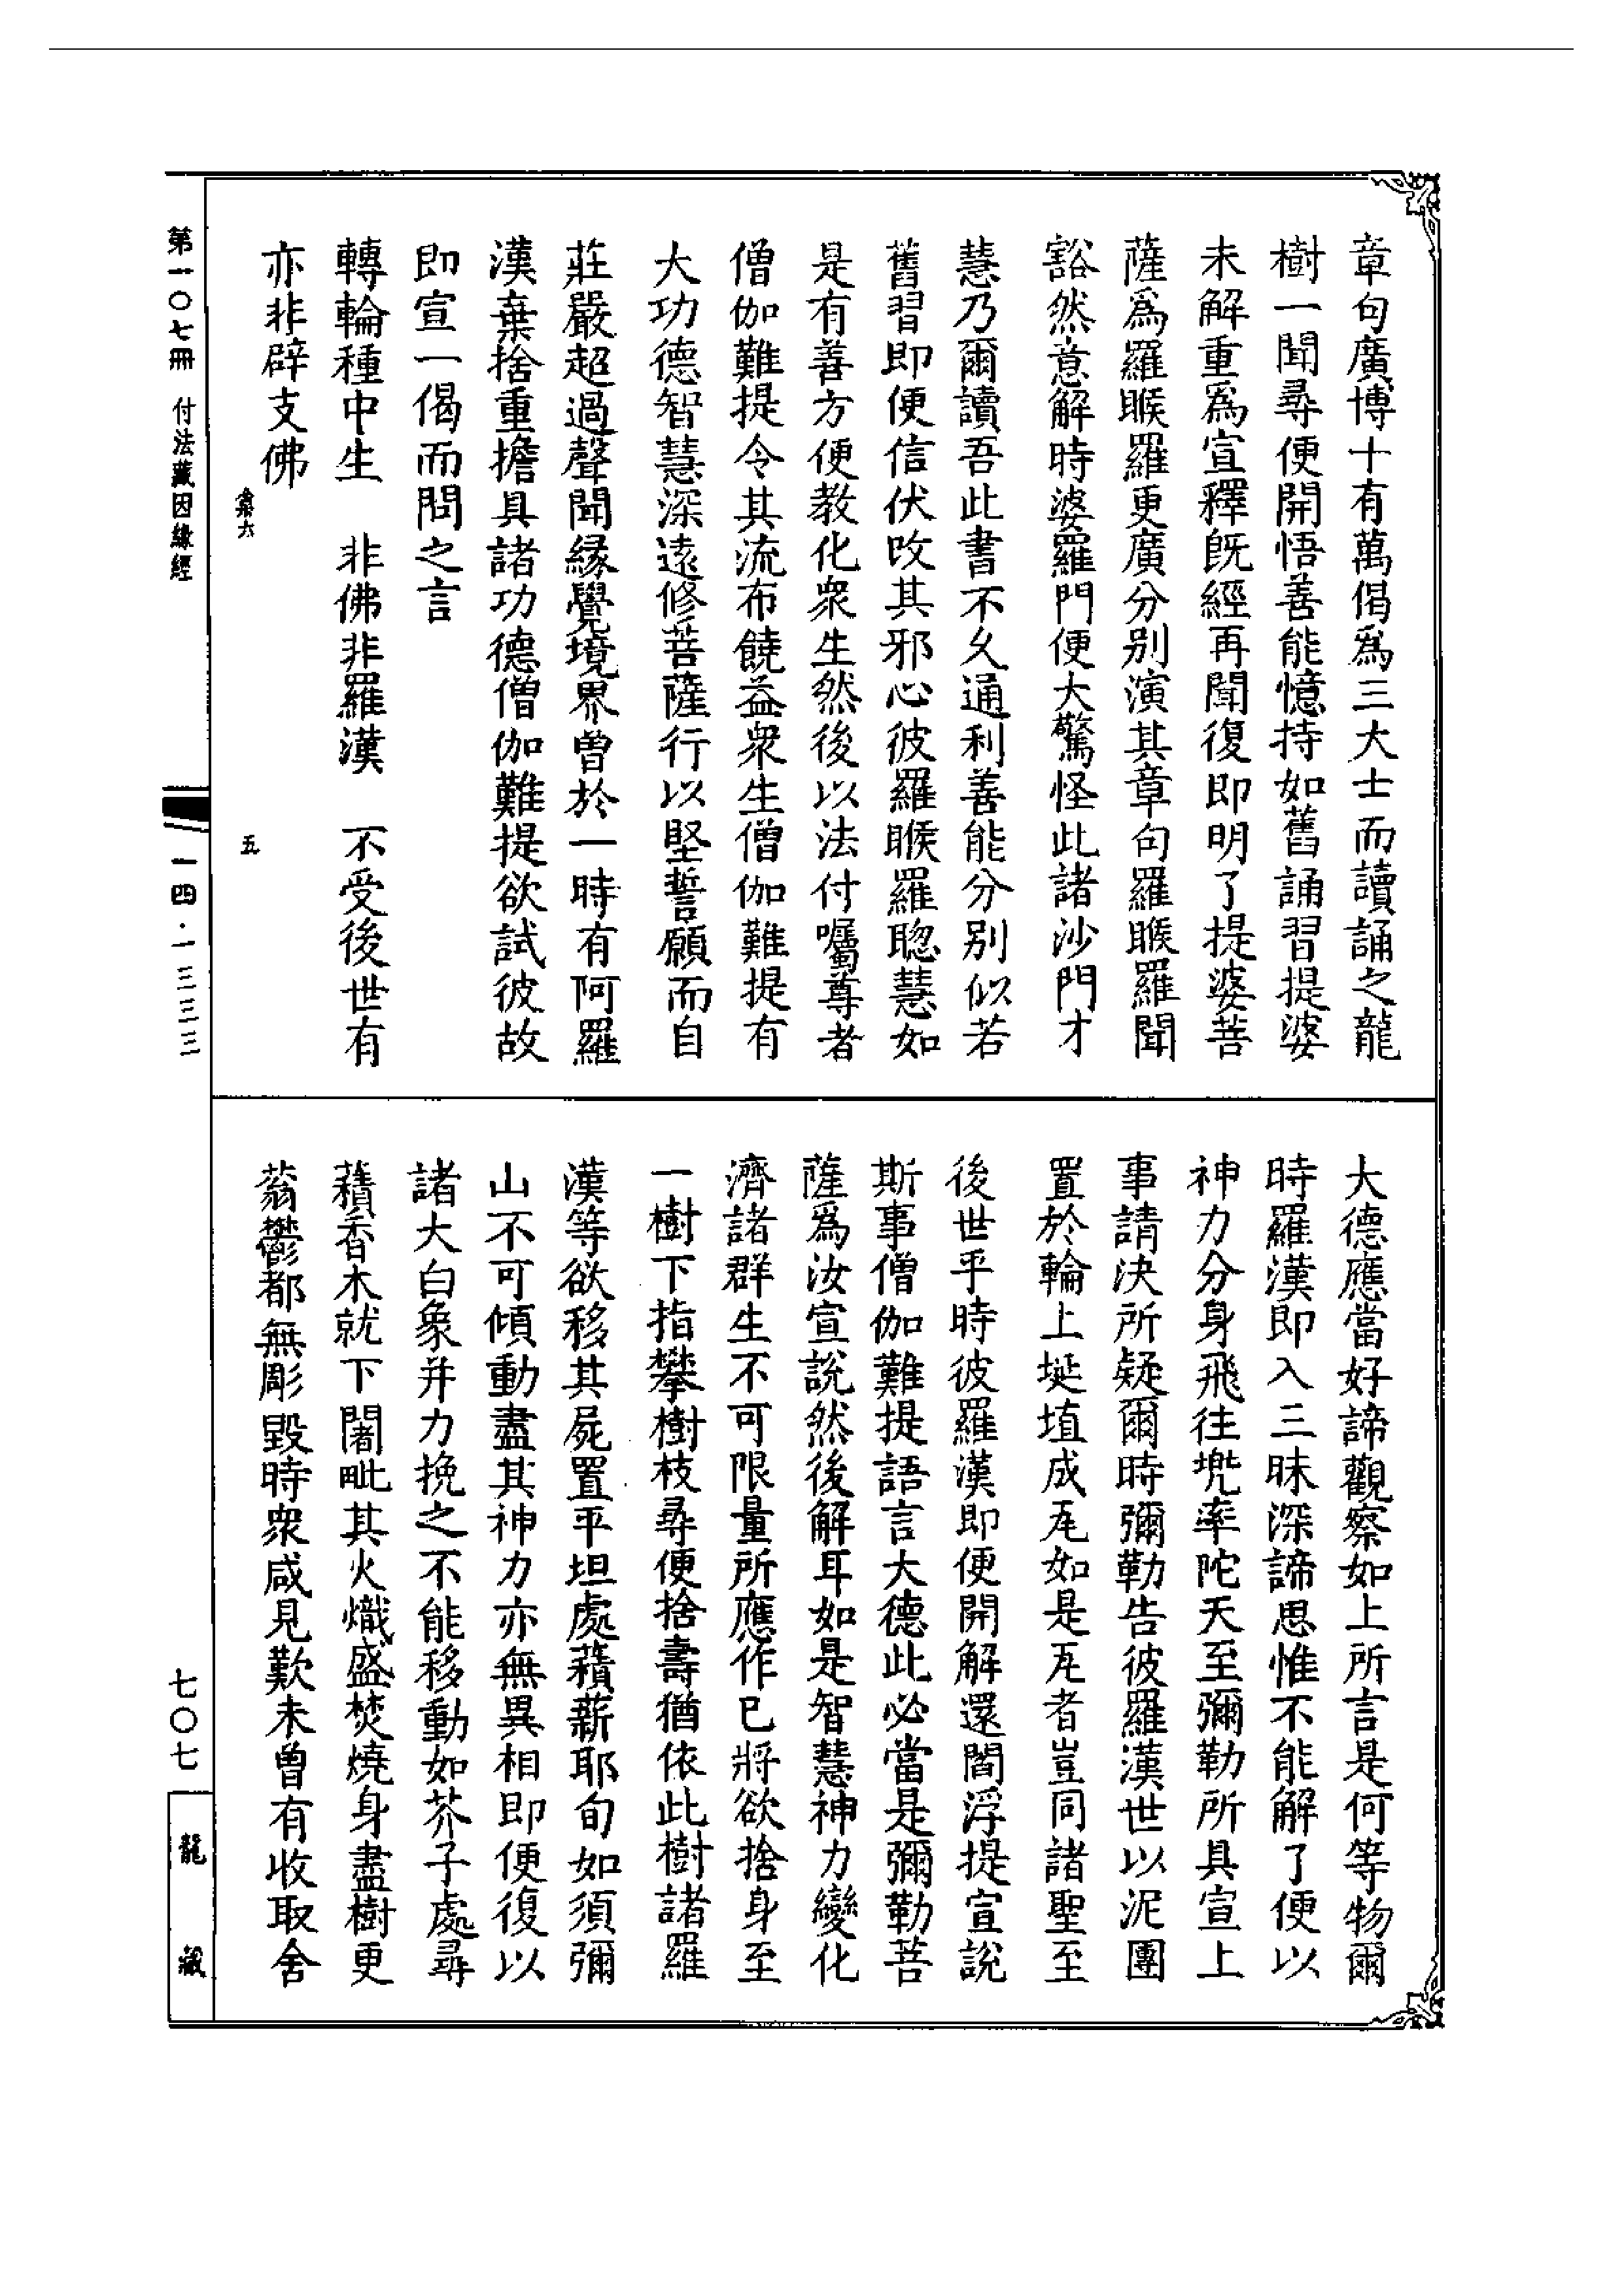 章句廣博十有萬偈爲三大士而讀誦之龍
樹一聞尋便開悟善能憶持如舊誦習提婆
未解重爲宣釋旣經再聞復即明了提婆菩
薩爲羅睺羅更廣分別演其章句羅睺羅聞
豁然意解時婆羅門便大驚怪此諸沙門才
慧乃爾讀吾此書不久通利善能分別似若
舊習即便信伏攺其邪心彼羅睺羅聰慧如
是有善方便教化衆生然後以法付囑尊者
僧伽難提令其流布饒益衆生僧伽難提有
大功德智慧深遠修菩薩行以堅誓願而自
莊嚴超過聲聞緣覺境界曾於一時有阿羅
漢棄捨重擔具諸功德僧伽難提欲試彼故
即宣一偈而問之言
轉輪種中生　非佛非羅漢　不受後世有
亦非辟支佛
六
五
大德應當好諦觀察如上所言是何等物爾
時羅漢即入三昧深諦思惟不能解了便以
神力分身飛往兜率陀天至彌勒所具宣上
事請決所疑爾時彌勒告彼羅漢世以泥團
置於輪上埏埴成瓦如是瓦者豈同諸聖至
後世乎時彼羅漢即便開解還閻浮提宣說
斯事僧伽難提語言大德此必當是彌勒菩
薩爲汝宣說然後解耳如是智慧神力變化
濟諸群生不可限量所應作已將欲捨身至
一樹下指攀樹枝尋便捨壽猶依此樹諸羅
漢等欲移其屍置平坦處積薪耶旬如須彌
山不可傾動盡其神力亦無異相即便復以
諸大白象并力挽之不能移動如芥子處尋
積香木就下闍毗其火熾盛焚燒身盡樹更
蓊鬱都無彫毀時衆咸見歎未曾有收取舍
第一〇七冊　付法藏因緣經
一四·一三三三
七〇七
龍藏